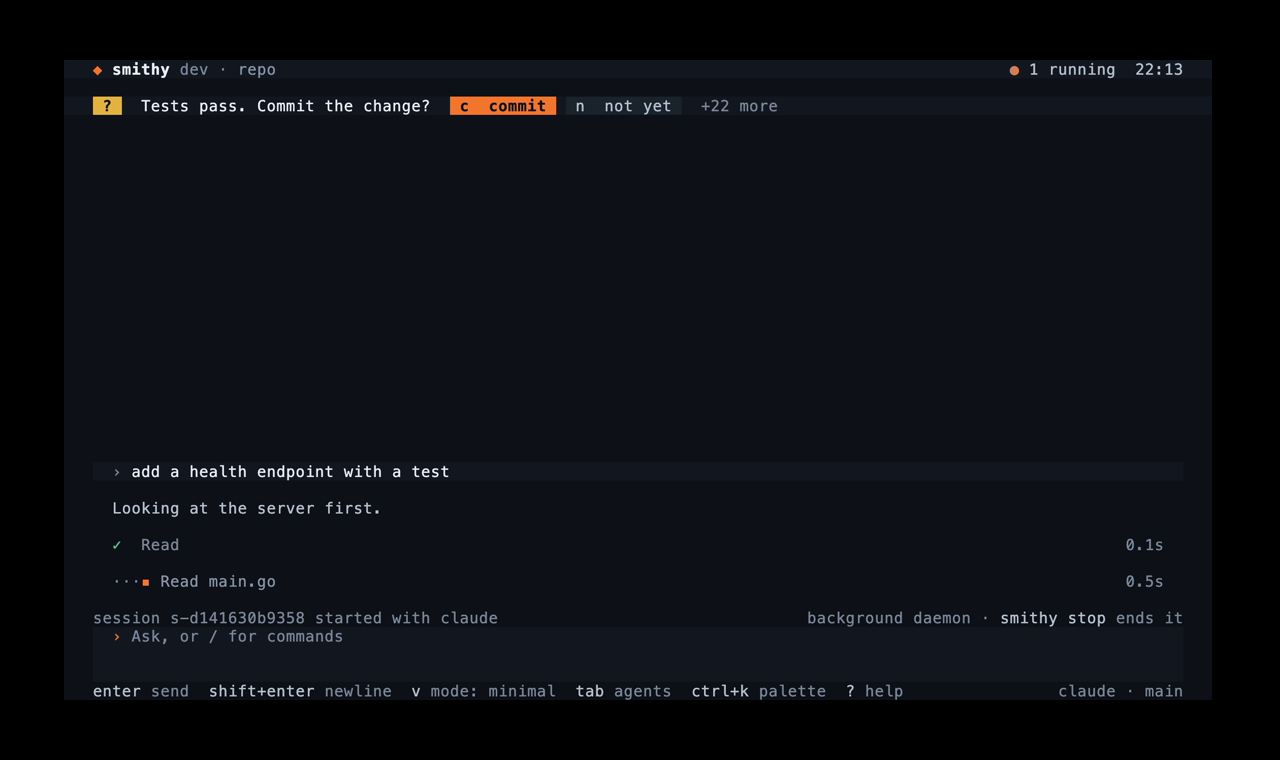 ◆ smithy dev · repo ● 1 running 22:13
? Tests pass. Commit the change? c commit n not yet +22 more
› add a health endpoint with a test
Looking at the server first.
✓ Read 0.1s
···■ Read main.go 0.5s
session s-d141630b9358 started with claude background daemon · smithy stop ends it
› Ask, or / for commands
enter send shift+enter newline v mode: minimal tab agents ctrl+k palette ? help claude · main